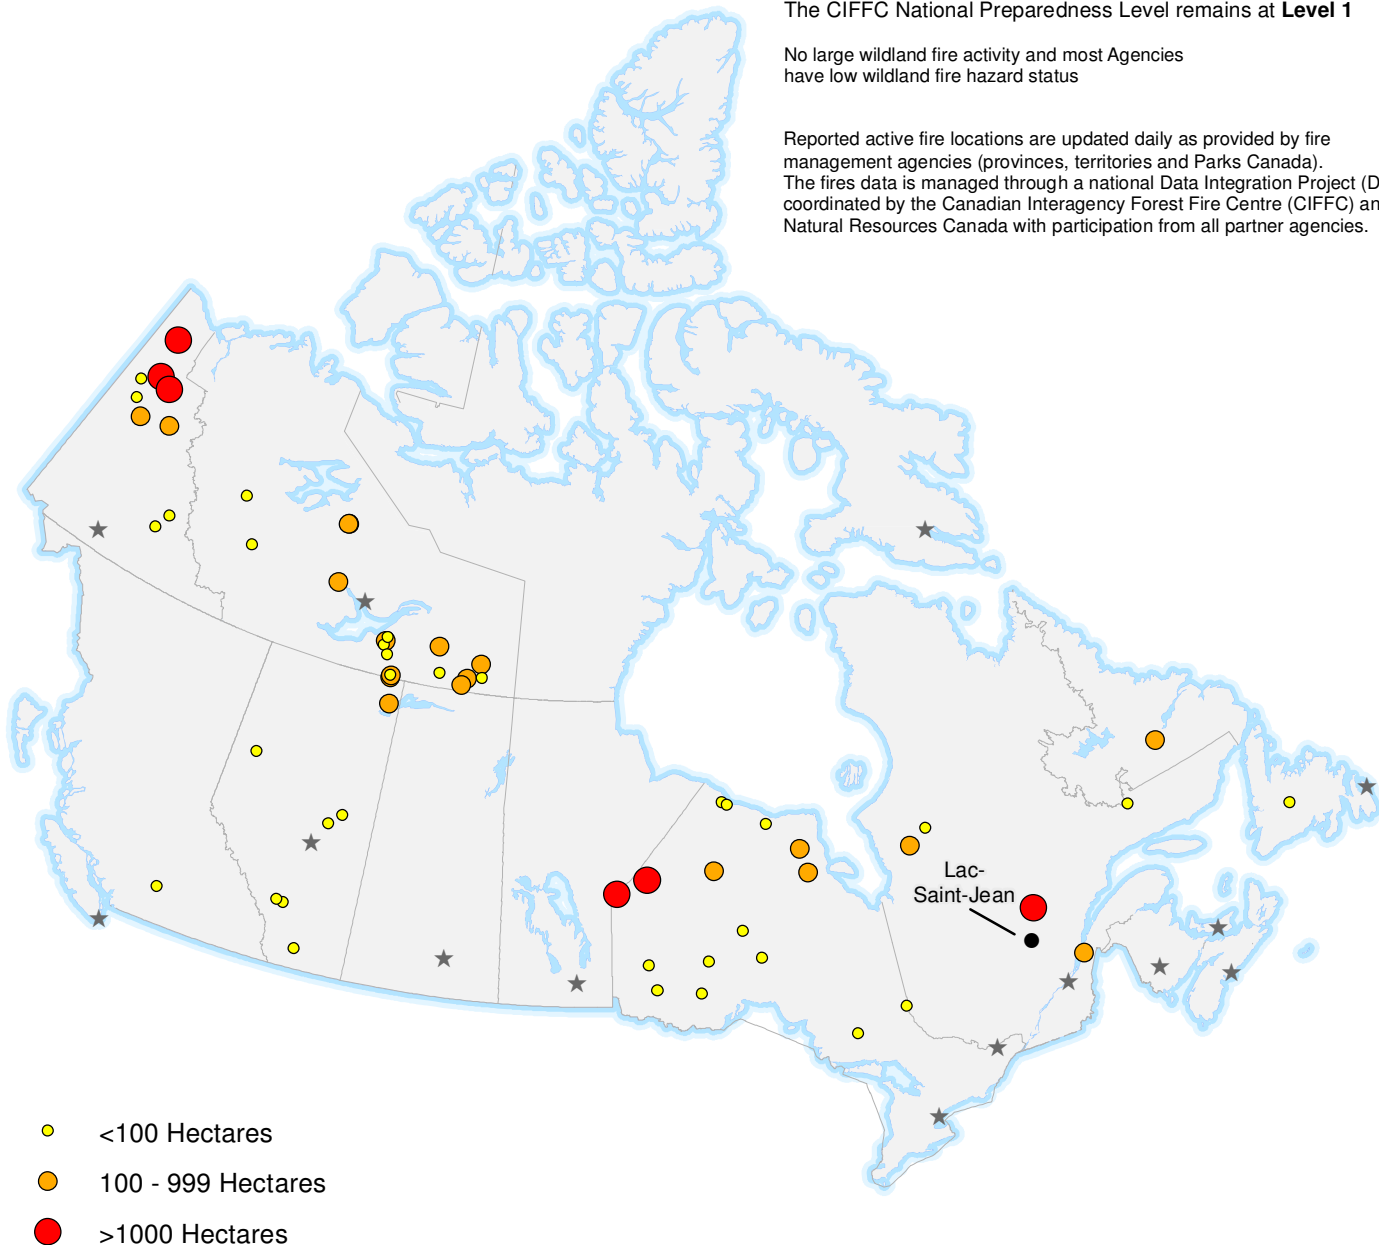 The CIFFC National Preparedness Level remains at Level 1
No large wildland fire activity and most Agencies
have low wildland fire hazard status
Reported active fire locations are updated daily as provided by fire
management agencies (provinces, territories and Parks Canada).
The fires data is managed through a national Data Integration Project (D
coordinated by the Canadian Interagency Forest Fire Centre (CIFFC) an
Natural Resources Canada with participation from all partner agencies.
Lac-
Saint-Jean
<100 Hectares
100 - 999 Hectares
>1000 Hectares